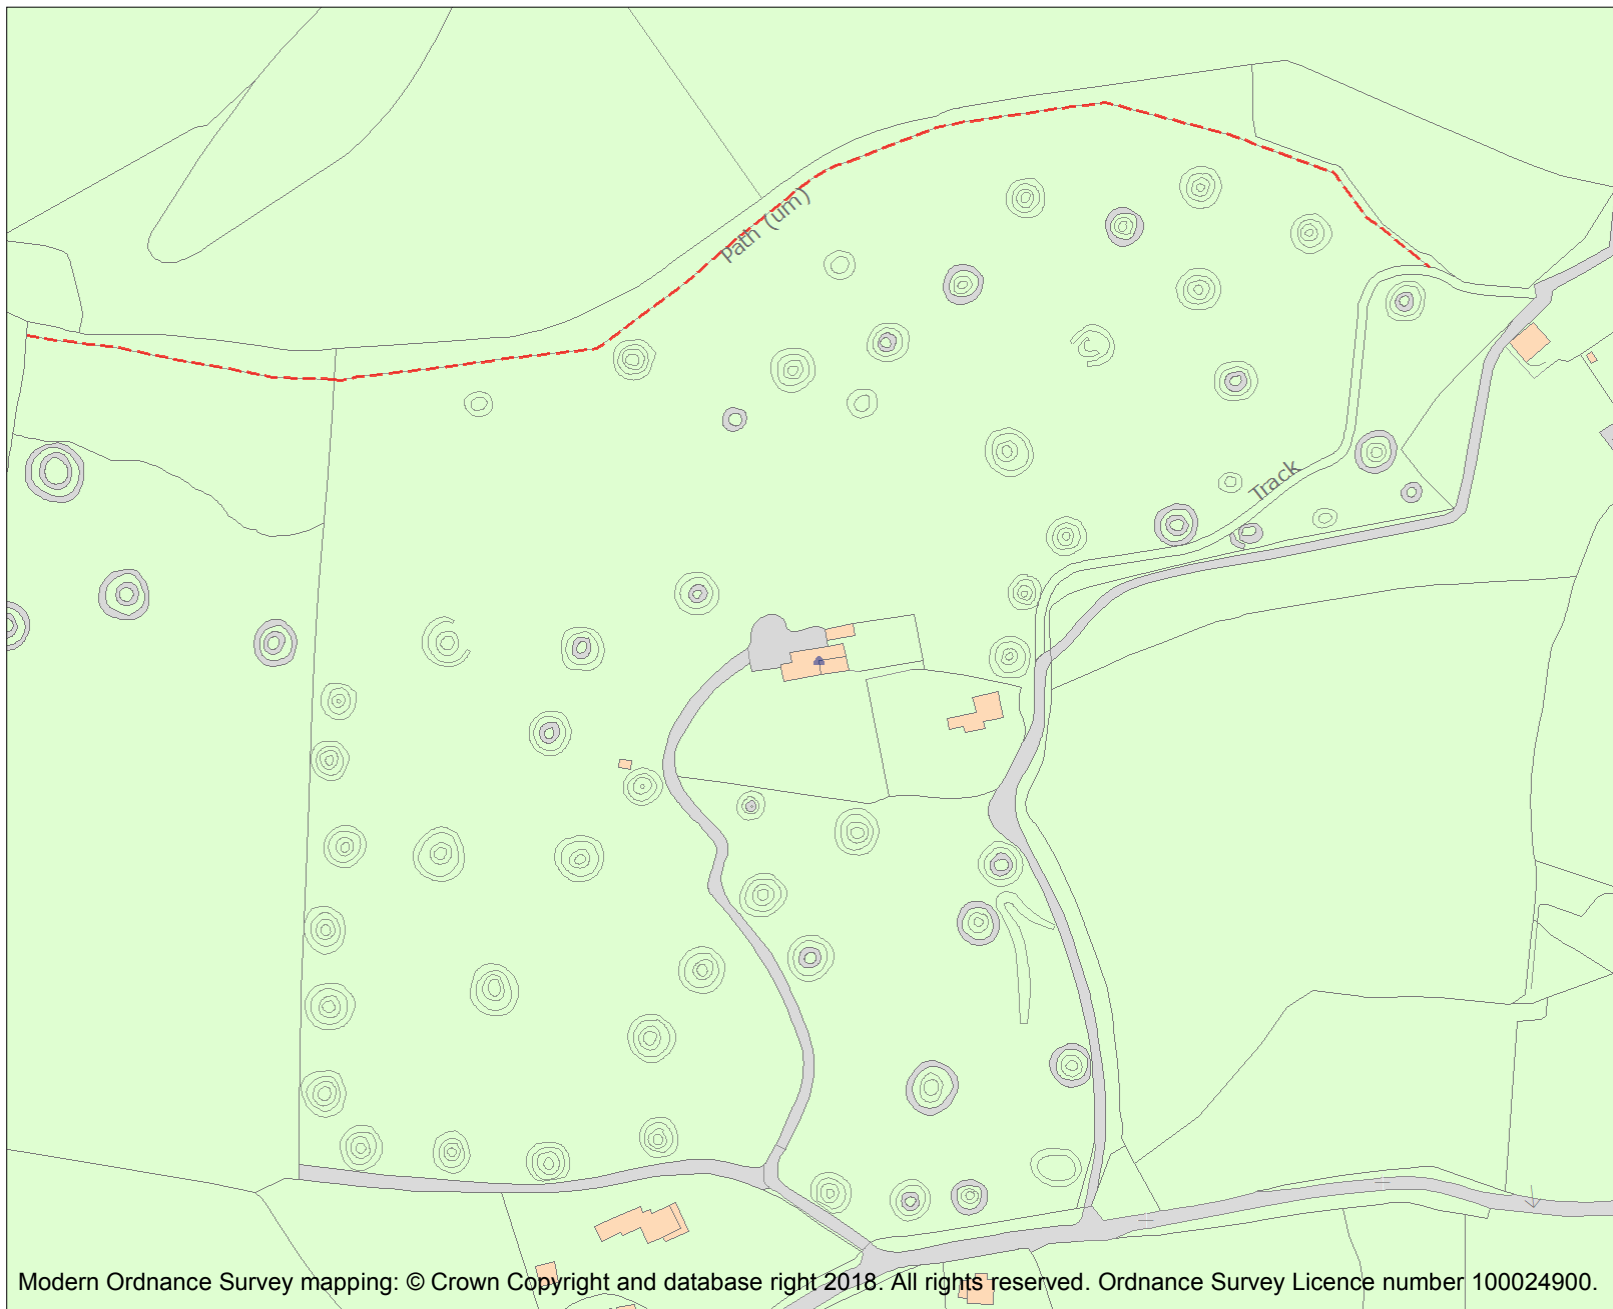 Path (um)
Track
Modern Ordnance Survey mapping: © Crown Copyright and database right 2018. All rights reserved. Ordnance Survey Licence number 100024900.